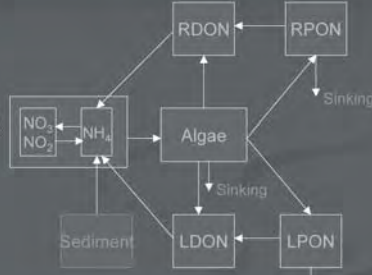 RDON
RPON
Sinking
NO₃
NO₂
NH₄
Algae
Sinking
Sediment
LDON
LPON